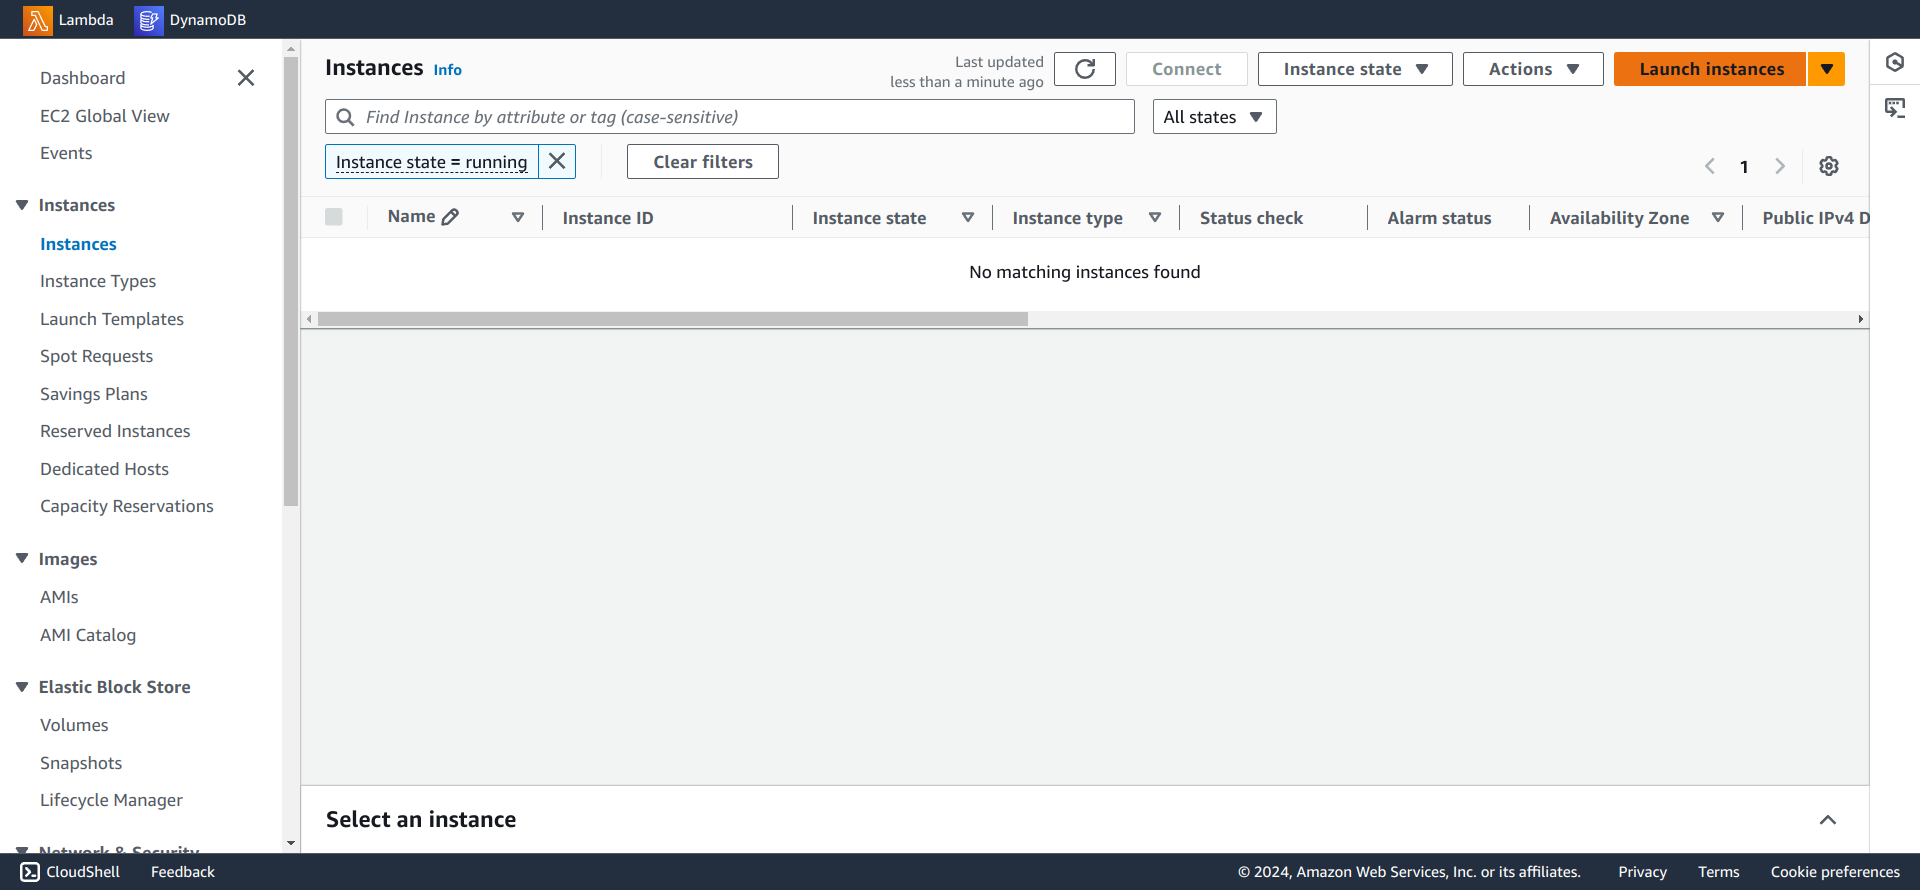 Lambda
DynamoDB
Dashboard
EC2 Global View
Events
Instances
Instances
Instance Types
Launch Templates
Spot Requests
Savings Plans
Reserved Instances
Dedicated Hosts
Capacity Reservations
Images
AMIs
AMI Catalog
Elastic Block Store
Volumes
Snapshots
Lifecycle Manager
Network & Security
Instances Info
Last updated
less than a minute ago
Connect
Instance state
Actions
Launch instances
Find Instance by attribute or tag (case-sensitive)
All states
Instance state = running
Clear filters
1
Name
Instance ID
Instance state
Instance type
Status check
Alarm status
Availability Zone
Public IPv4 D
No matching instances found
Select an instance
CloudShell
Feedback
© 2024, Amazon Web Services, Inc. or its affiliates.
Privacy
Terms
Cookie preferences